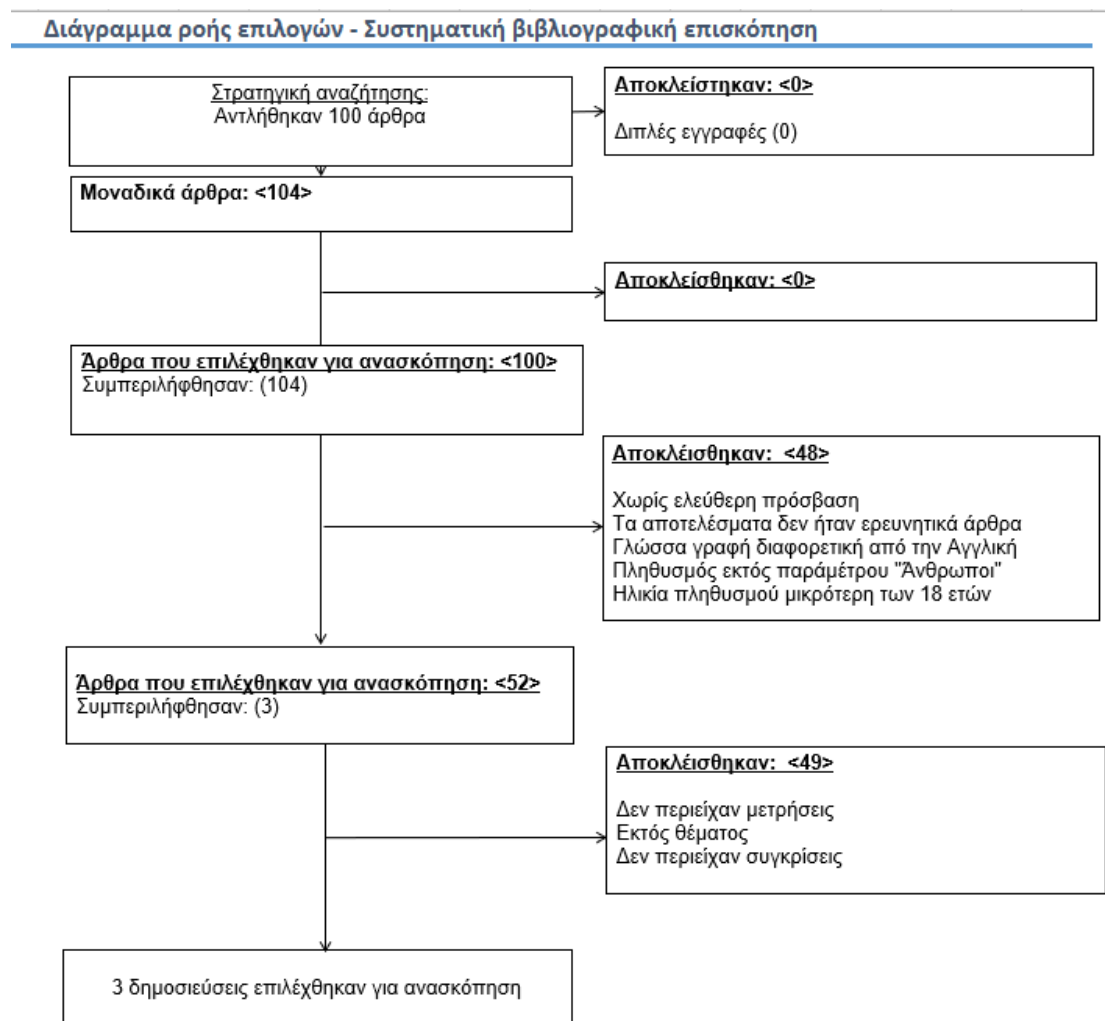 Διάγραμμα ροής επιλογών - Συστηματική βιβλιογραφική επισκόπηση
Στρατηγική αναζήτησης:
Αντλήθηκαν 100 άρθρα
Αποκλείστηκαν: <0>
Διπλές εγγραφές (0)
Μοναδικά άρθρα: <104>
Αποκλείσθηκαν: <0>
Άρθρα που επιλέχθηκαν για ανασκόπηση: <100>
Συμπεριλήφθησαν: (104)
Αποκλέισθηκαν: <48>
Χωρίς ελεύθερη πρόσβαση
Τα αποτελέσματα δεν ήταν ερευνητικά άρθρα
Γλώσσα γραφή διαφορετική από την Αγγλική
Πληθυσμός εκτός παράμέτρου "Άνθρωποι"
Ηλικία πληθυσμού μικρότερη των 18 ετών
Άρθρα που επιλέχθηκαν για ανασκόπηση: <52>
Συμπεριλήφθησαν: (3)
Αποκλέισθηκαν: <49>
Δεν περιείχαν μετρήσεις
Εκτός θέματος
Δεν περιείχαν συγκρίσεις
3 δημοσιεύσεις επιλέχθηκαν για ανασκόπηση